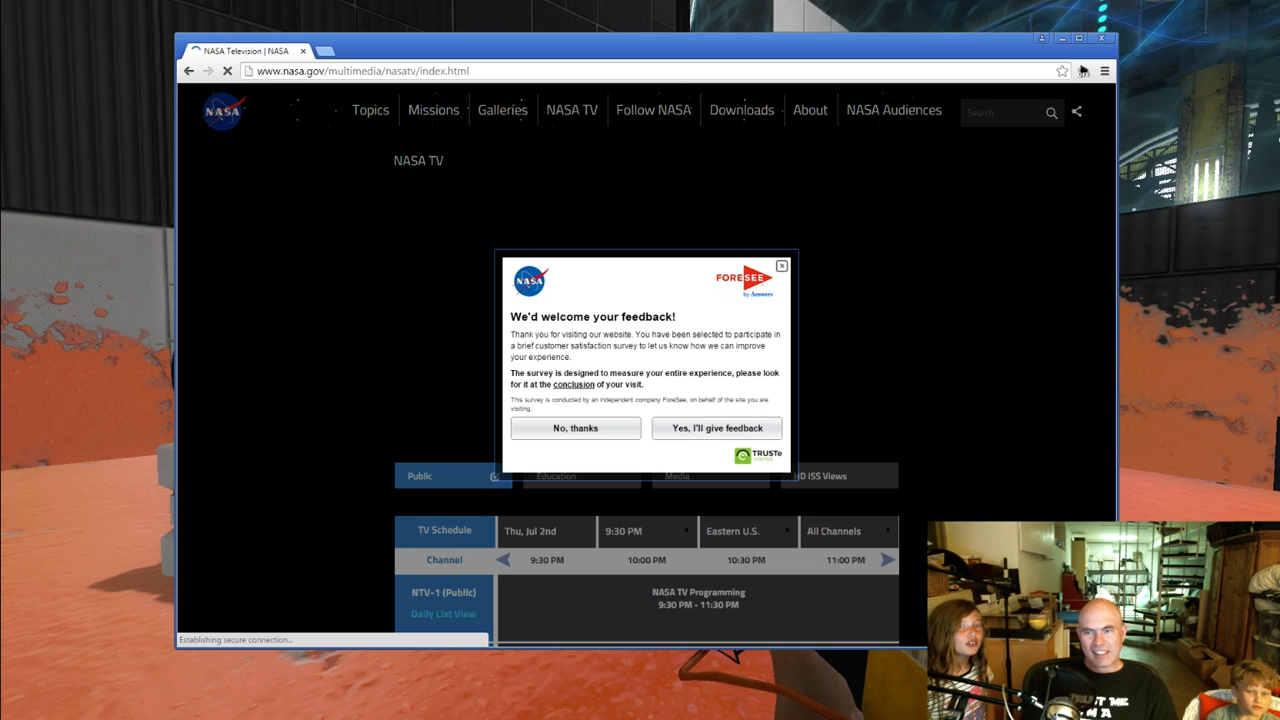 NASA Television | NASA
www.nasa.gov/multimedia/nasatv/index.html
NASA
Topics
Missions
Galleries
NASA TV
Follow NASA
Downloads
About
NASA Audiences
Search
NASA TV
NASA
FORESEE
by Answers
We'd welcome your feedback!
Thank you for visiting our website. You have been selected to participate in
a brief customer satisfaction survey to let us know how we can improve
your experience.
The survey is designed to measure your entire experience, please look
for it at the conclusion of your visit.
This survey is conducted by an independent company ForeSee, on behalf of the site you are
visiting.
No, thanks
Yes, I'll give feedback
TRUSTe
Public
Education
Media
HD ISS Views
TV Schedule
Thu, Jul 2nd
9:30 PM
Eastern U.S.
All Channels
Channel
9:30 PM
10:00 PM
10:30 PM
11:00 PM
NTV-1 (Public)
Daily List View
NASA TV Programming
9:30 PM - 11:30 PM
Establishing secure connection...
TRUST ME
I'M A